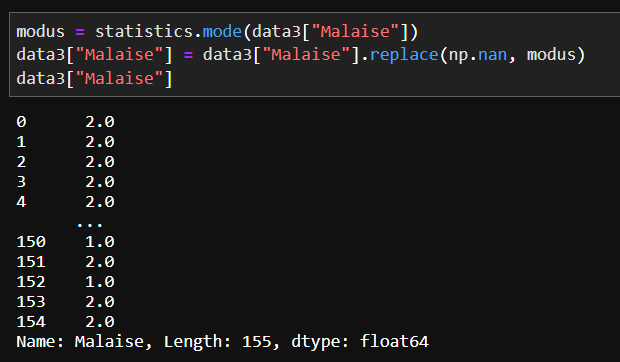 modus = statistics.mode(data3["Malaise"])
data3["Malaise"] = data3["Malaise"].replace(np.nan, modus)
data3["Malaise"]
0      2.0
1      2.0
2      2.0
3      2.0
4      2.0
      ...
150    1.0
151    2.0
152    1.0
153    2.0
154    2.0
Name: Malaise, Length: 155, dtype: float64